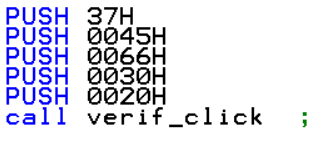 PUSH 37H
PUSH 0045H
PUSH 0066H
PUSH 0030H
PUSH 0020H
call verif_click ;